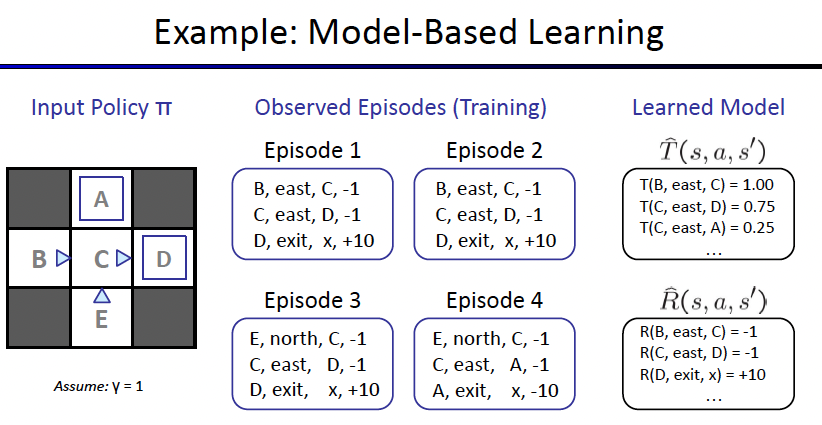 Example: Model-Based Learning
Input Policy π
A
B C D
E
Assume: γ = 1
Observed Episodes (Training)
Episode 1
B, east, C, -1
C, east, D, -1
D, exit, x, +10
Episode 2
B, east, C, -1
C, east, D, -1
D, exit, x, +10
Episode 3
E, north, C, -1
C, east, D, -1
D, exit, x, +10
Episode 4
E, north, C, -1
C, east, A, -1
A, exit, x, -10
Learned Model
T̂(s, a, s′)
T(B, east, C) = 1.00
T(C, east, D) = 0.75
T(C, east, A) = 0.25
…
R̂(s, a, s′)
R(B, east, C) = -1
R(C, east, D) = -1
R(D, exit, x) = +10
…